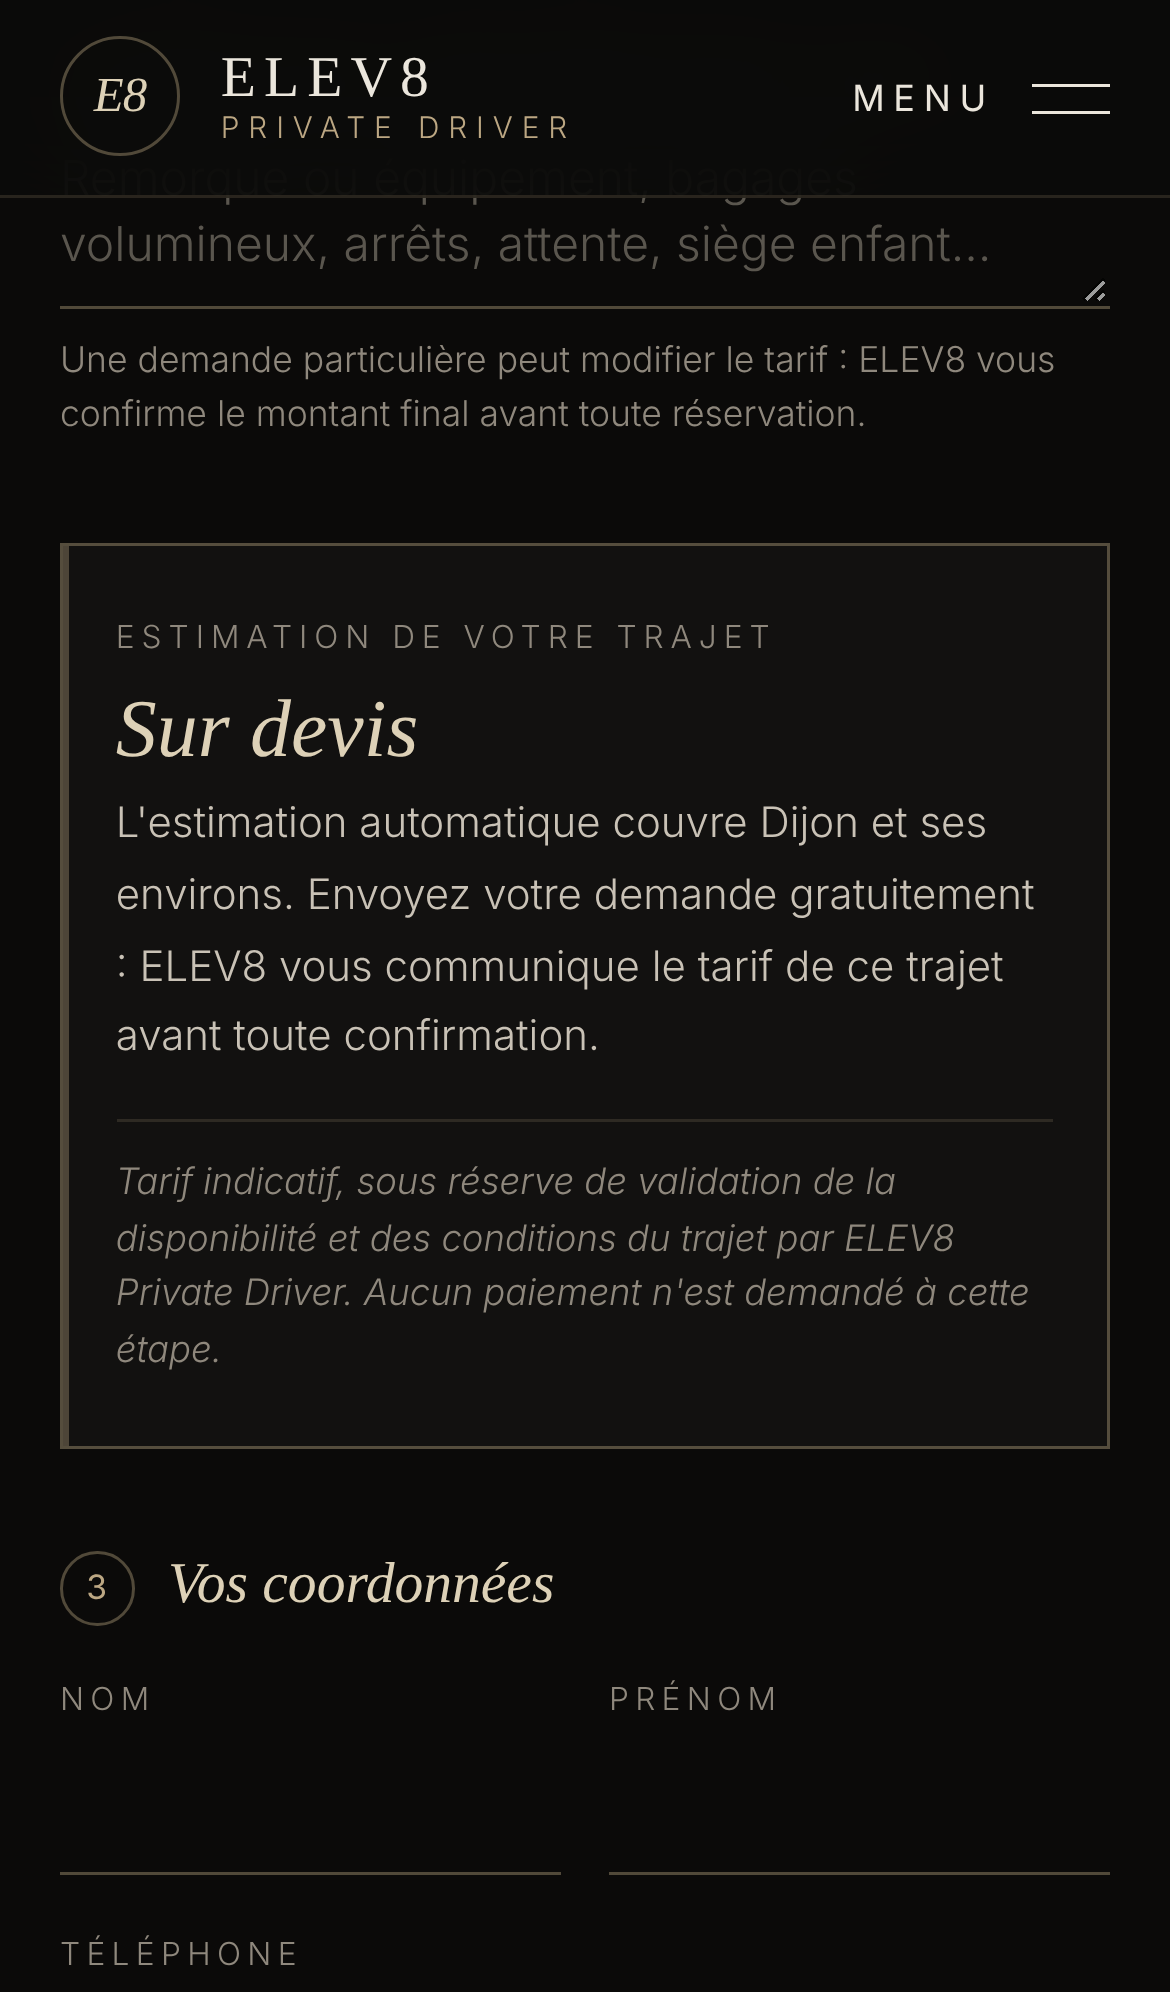 E8
ELEV8
PRIVATE DRIVER
MENU
Remorque ou équipement, bagages
volumineux, arrêts, attente, siège enfant...
Une demande particulière peut modifier le tarif : ELEV8 vous
confirme le montant final avant toute réservation.
ESTIMATION DE VOTRE TRAJET
Sur devis
L'estimation automatique couvre Dijon et ses
environs. Envoyez votre demande gratuitement
: ELEV8 vous communique le tarif de ce trajet
avant toute confirmation.
Tarif indicatif, sous réserve de validation de la
disponibilité et des conditions du trajet par ELEV8
Private Driver. Aucun paiement n'est demandé à cette
étape.
3 Vos coordonnées
NOM PRÉNOM
TÉLÉPHONE